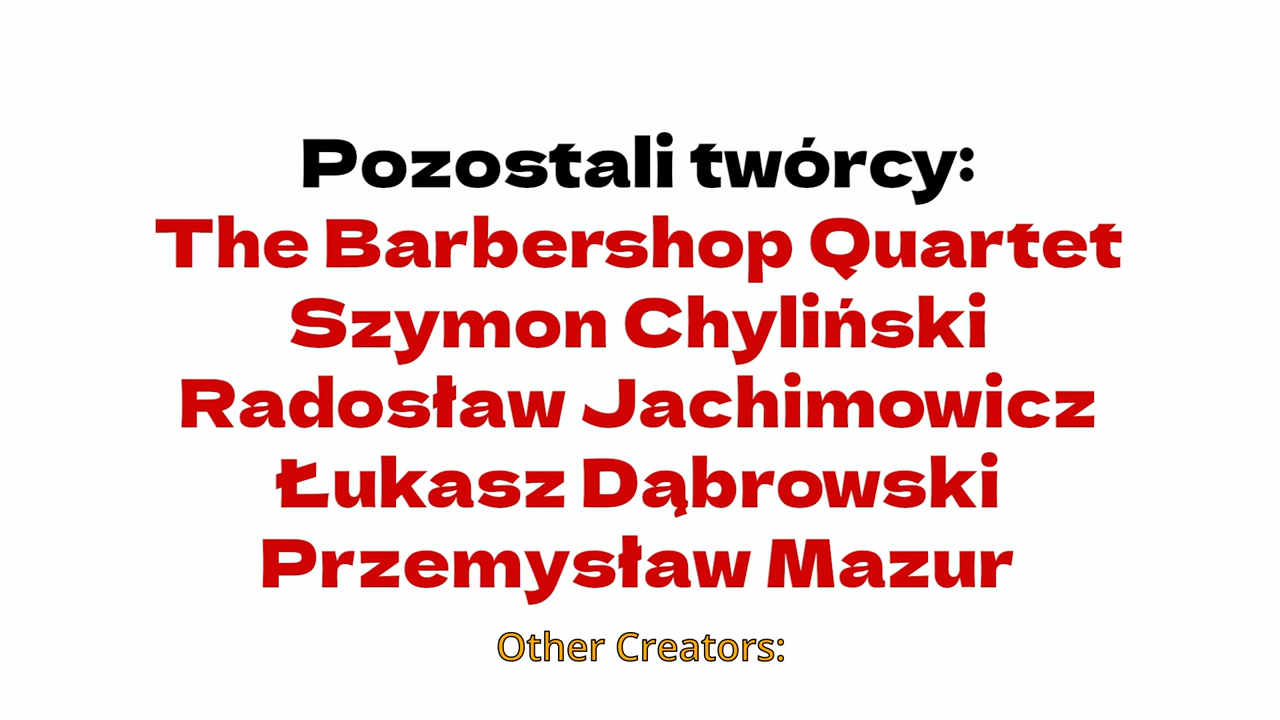 Pozostali twórcy:
The Barbershop Quartet
Szymon Chyliński
Radosław Jachimowicz
Łukasz Dąbrowski
Przemysław Mazur
Other Creators: